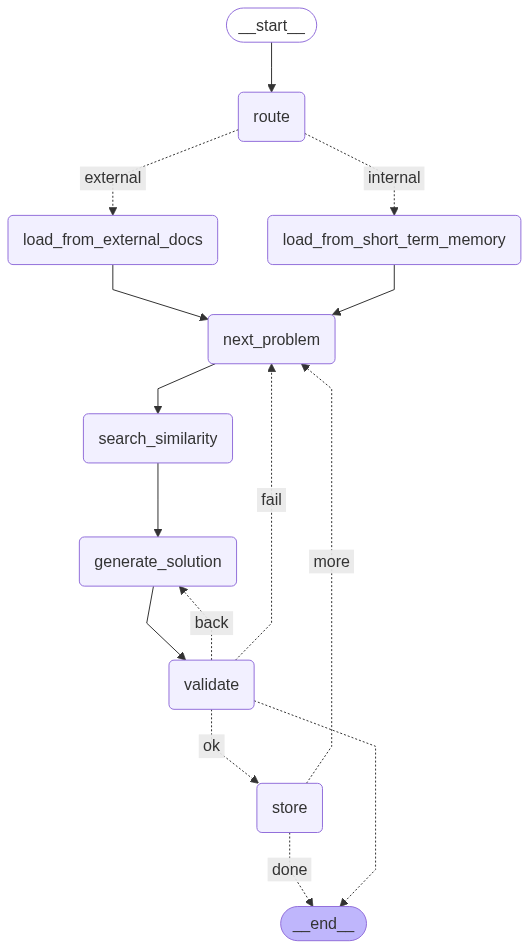 __start__
route
external
internal
load_from_external_docs
load_from_short_term_memory
next_problem
search_similarity
fail
generate_solution
more
back
validate
ok
store
done
__end__